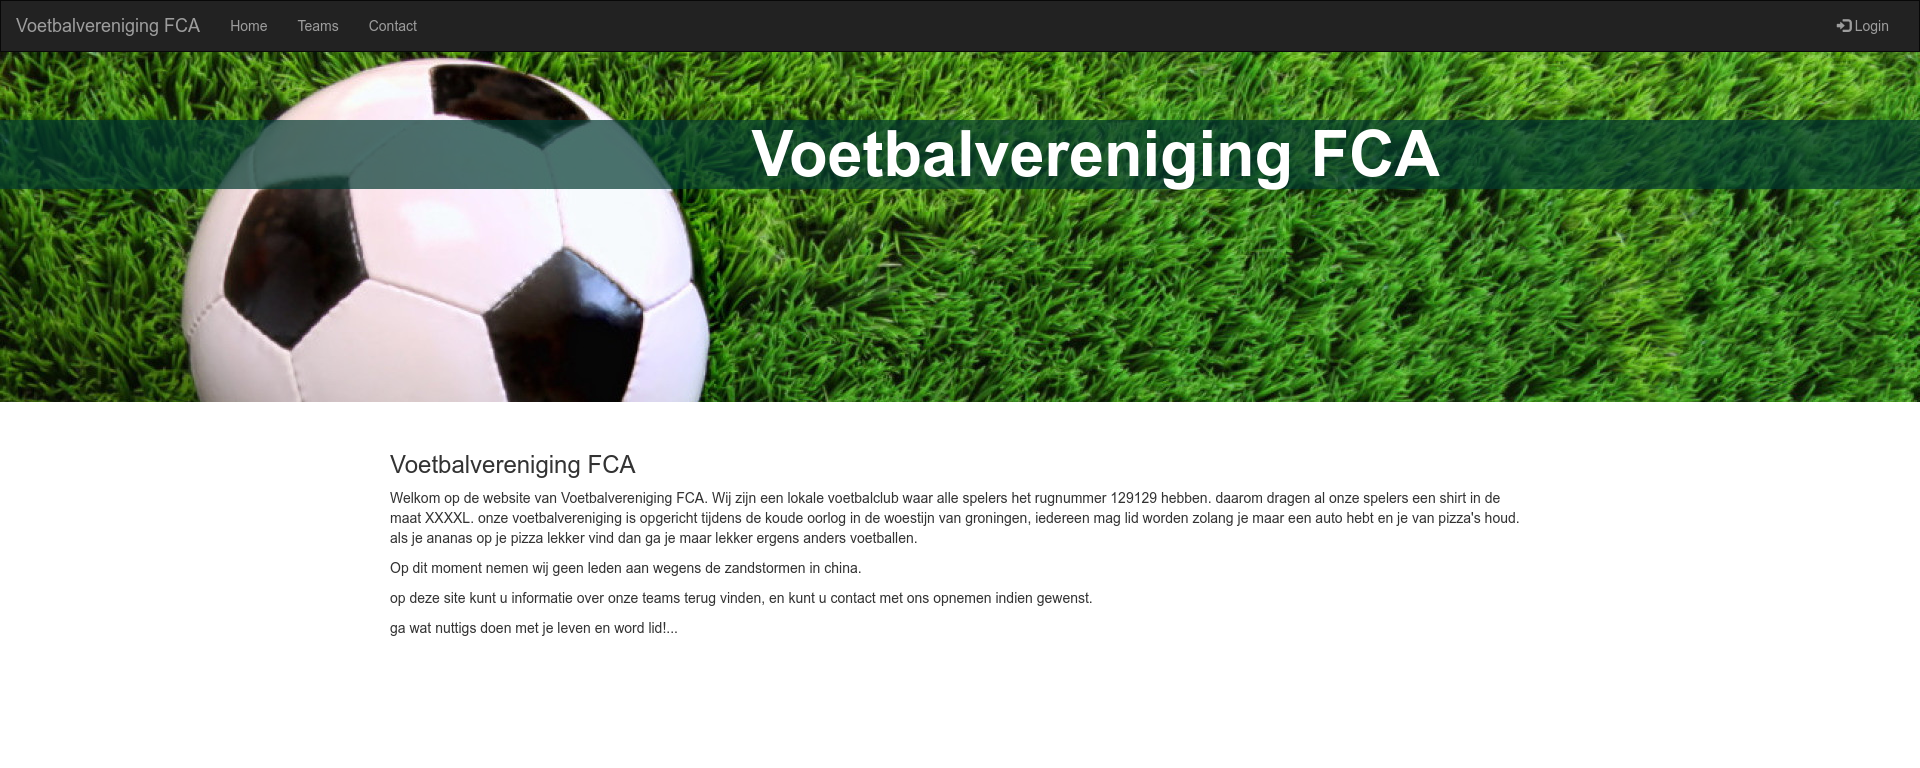 Voetbalvereniging FCA Home Teams Contact Login
Voetbalvereniging FCA
Voetbalvereniging FCA
Welkom op de website van Voetbalvereniging FCA. Wij zijn een lokale voetbalclub waar alle spelers het rugnummer 129129 hebben. daarom dragen al onze spelers een shirt in de
maat XXXXL. onze voetbalvereniging is opgericht tijdens de koude oorlog in de woestijn van groningen, iedereen mag lid worden zolang je maar een auto hebt en je van pizza's houd.
als je ananas op je pizza lekker vind dan ga je maar lekker ergens anders voetballen.
Op dit moment nemen wij geen leden aan wegens de zandstormen in china.
op deze site kunt u informatie over onze teams terug vinden, en kunt u contact met ons opnemen indien gewenst.
ga wat nuttigs doen met je leven en word lid!...